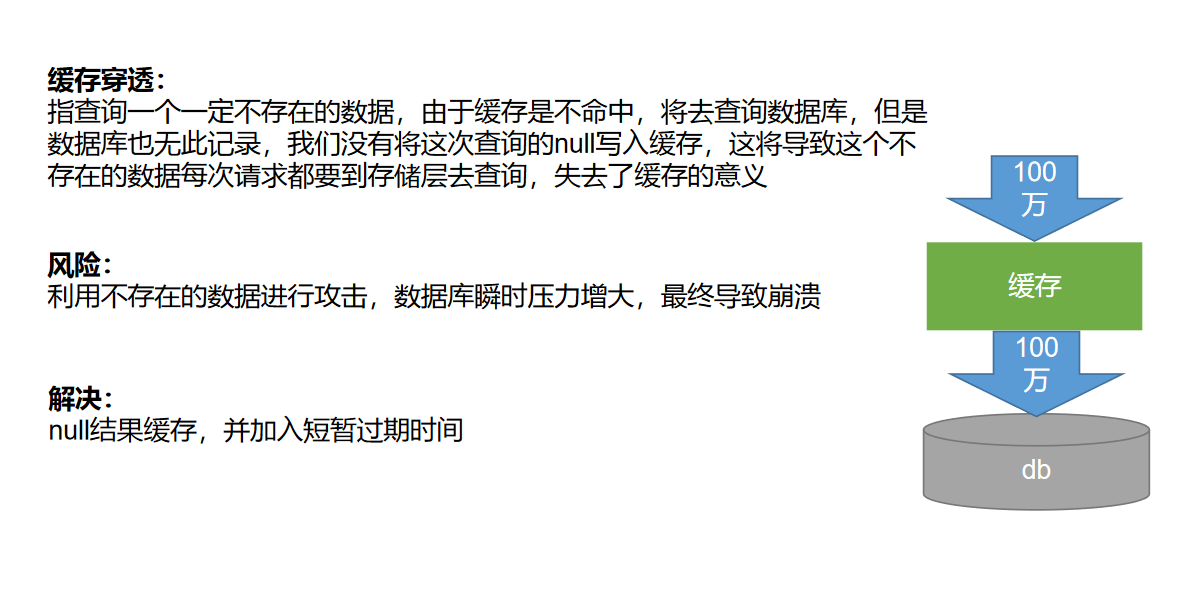 缓存穿透：
指查询一个一定不存在的数据，由于缓存是不命中，将去查询数据库，但是
数据库也无此记录，我们没有将这次查询的null写入缓存，这将导致这个不
存在的数据每次请求都要到存储层去查询，失去了缓存的意义
风险：
利用不存在的数据进行攻击，数据库瞬时压力增大，最终导致崩溃
解决：
null结果缓存，并加入短暂过期时间
100
万
缓存
100
万
db